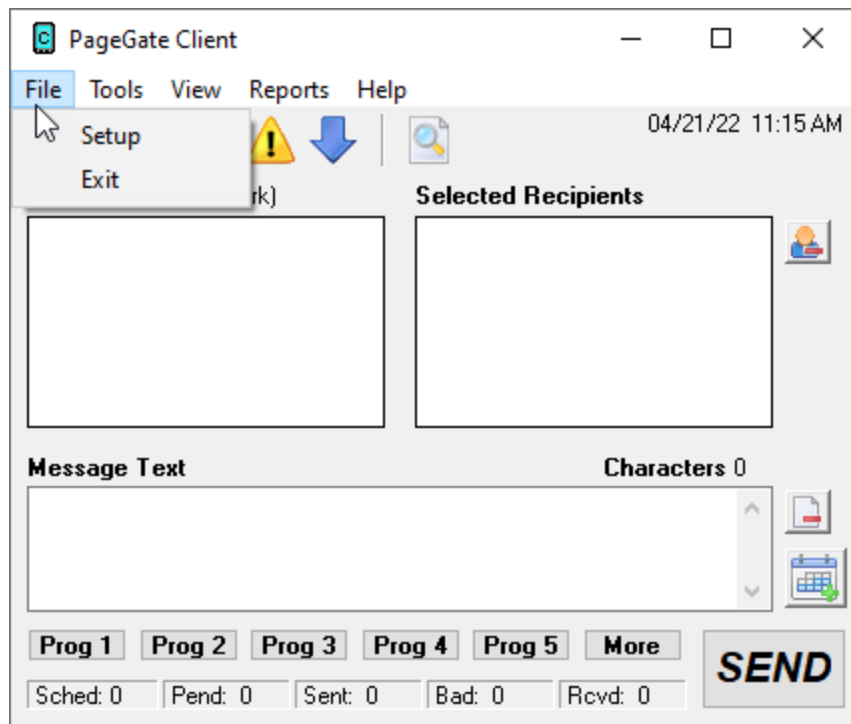 PageGate Client
File Tools View Reports Help
Setup
04/21/22 11:15 AM
Exit
rk) Selected Recipients
Message Text Characters 0
Prog 1 Prog 2 Prog 3 Prog 4 Prog 5 More
SEND
Sched: 0 Pend: 0 Sent: 0 Bad: 0 Rcvd: 0